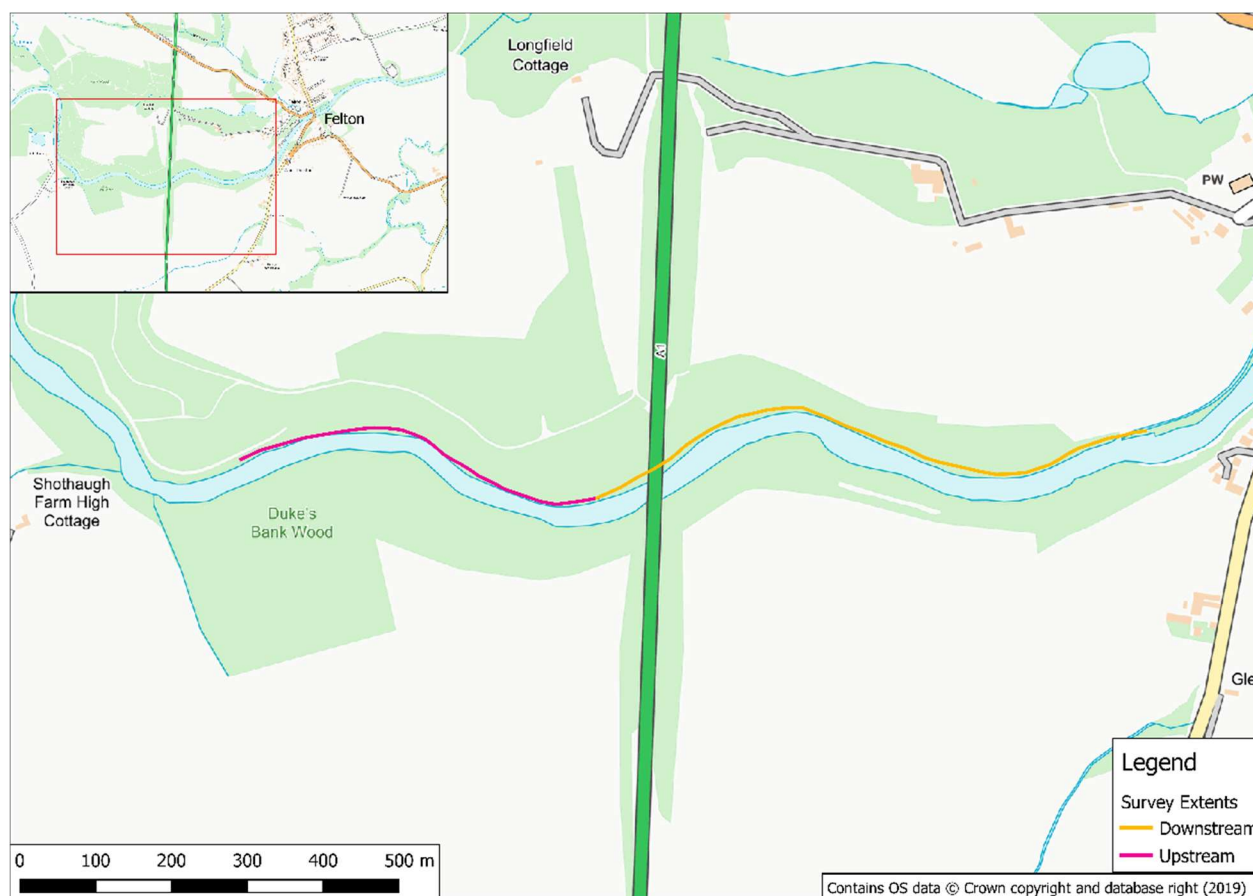 Felton
Longfield
Cottage
PW
A1
Shothaugh
Farm High
Cottage
Duke's
Bank Wood
Gle
Legend
Survey Extents
Downstream
Upstream
0 100 200 300 400 500 m
Contains OS data © Crown copyright and database right (2019)